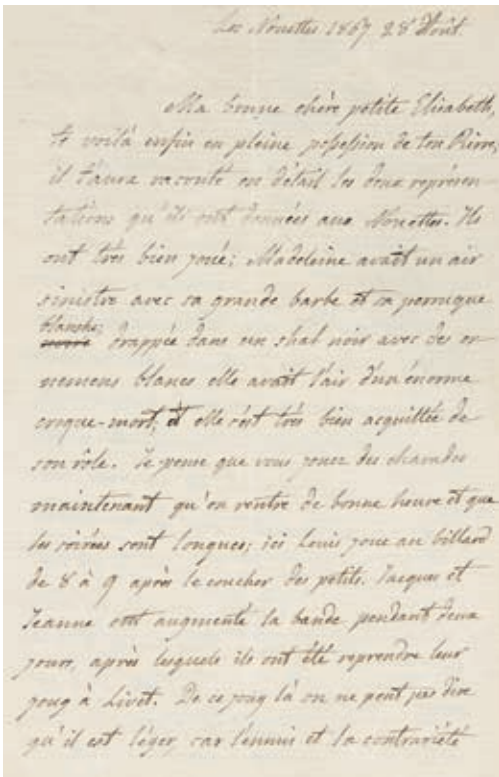 Les Nouettes 1867 28 Août.
Ma bonne chère petite Elisabeth,
te voilà enfin en pleine possession de ton Pierre,
il t'aura raconté en détail les deux représen-
tations qu'ils ont données aux Nouettes. Ils
ont très bien joué; Madeleine avait un air
sinistre avec sa grande barbe et sa perruque
blanche;
drappée dans un shal noir avec des or-
nemens blancs elle avait l'air d'un énorme
croque-mort; et elle s'est très bien acquittée de
son rôle. Je pense que vous jouez des charades
maintenant qu'on rentre de bonne heure et que
les soirées sont longues; ici Louis joue au billard
de 8 à 9 après le coucher des petits. Jacques et
Jeanne ont augmenté la bande pendant deux
jours, après lesquels ils ont été reprendre leur
joug à Livet. De ce joug là on ne peut pas dire
qu'il est léger, car l'ennui et la contrariété